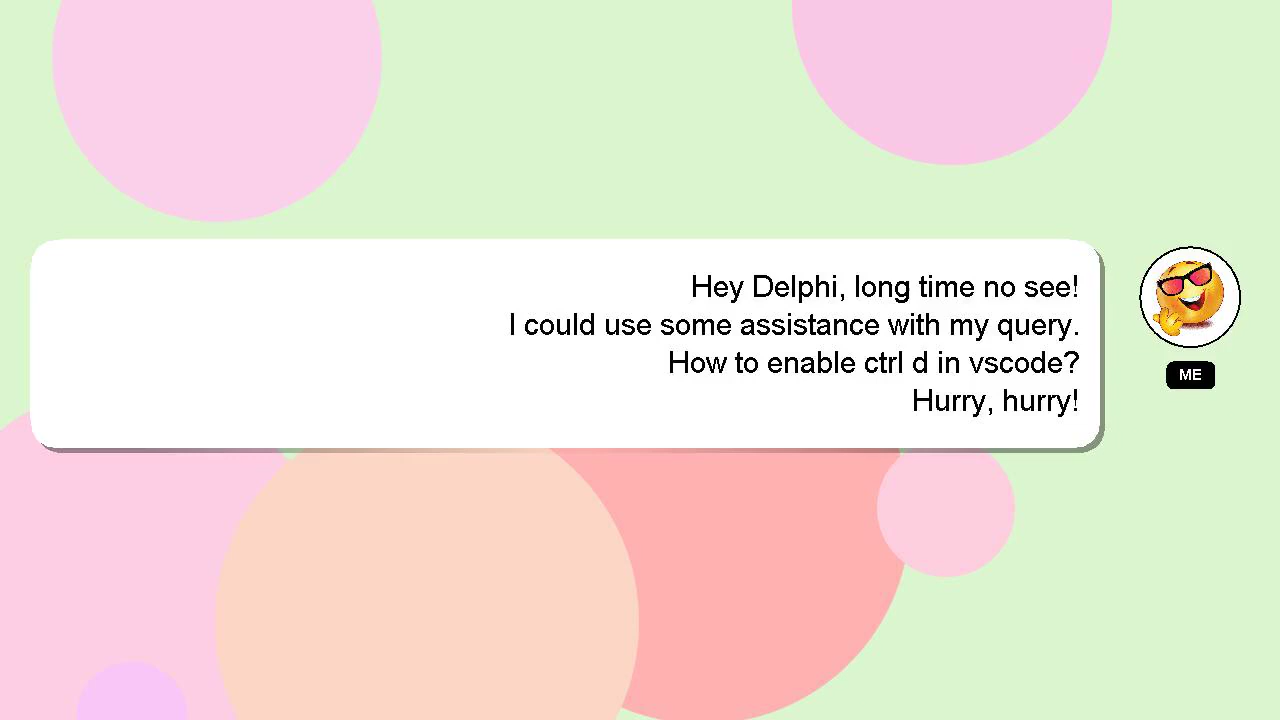 Hey Delphi, long time no see!
I could use some assistance with my query.
How to enable ctrl d in vscode?
Hurry, hurry!
ME